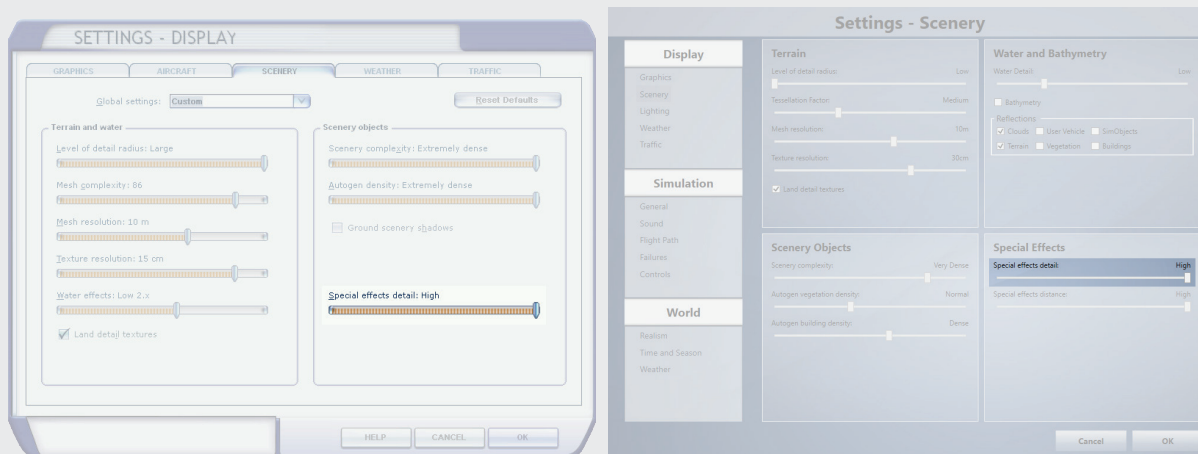 SETTINGS - DISPLAY
GRAPHICS AIRCRAFT SCENERY WEATHER TRAFFIC
Global settings: Custom Reset Defaults
Terrain and water
Level of detail radius: Large
Mesh complexity: 86
Mesh resolution: 10 m
Texture resolution: 15 cm
Water effects: Low 2.x
Land detail textures
Scenery objects
Scenery complexity: Extremely dense
Autogen density: Extremely dense
Ground scenery shadows
Special effects detail: High
HELP CANCEL OK
Settings - Scenery
Display
Graphics
Scenery
Lighting
Weather
Traffic
Simulation
General
Sound
Flight Path
Failures
Controls
World
Realism
Time and Season
Weather
Terrain
Level of detail radius: Low
Tessellation Factor: Medium
Mesh resolution: 10m
Texture resolution: 30cm
Land detail textures
Water and Bathymetry
Water Detail: Low
Bathymetry
Reflections
Clouds User Vehicle SimObjects
Terrain Vegetation Buildings
Scenery Objects
Scenery complexity: Very Dense
Autogen vegetation density: Normal
Autogen building density: Dense
Special Effects
Special effects detail: High
Special effects distance: High
Cancel OK